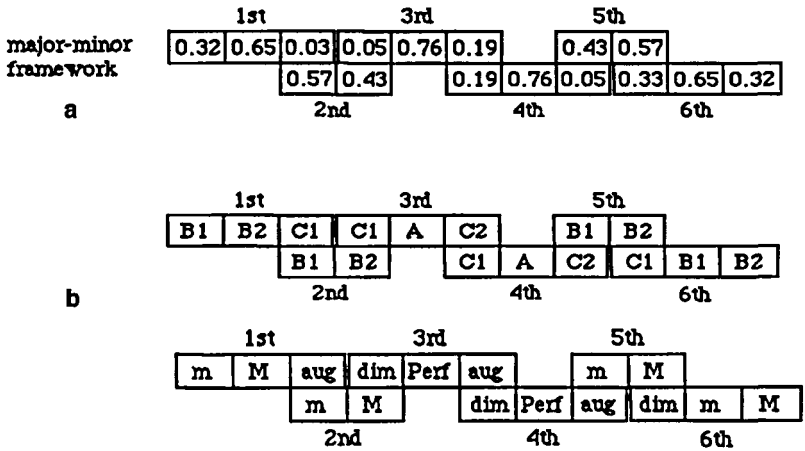 1st 3rd 5th
major-minor framework
0.32 0.65 0.03 0.05 0.76 0.19 0.43 0.57
0.57 0.43 0.19 0.76 0.05 0.33 0.65 0.32
a
2nd 4th 6th
1st 3rd 5th
B1 B2 C1 C1 A C2 B1 B2
B1 B2 C1 A C2 C1 B1 B2
b
2nd 4th 6th
1st 3rd 5th
m M aug dim Perf aug m M
m M dim Perf aug dim m M
2nd 4th 6th